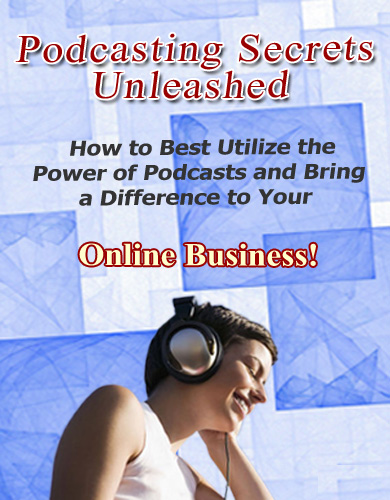 Podcasting Secrets
Unleashed
How to Best Utilize the
Power of Podcasts and Bring
a Difference to Your
Online Business!